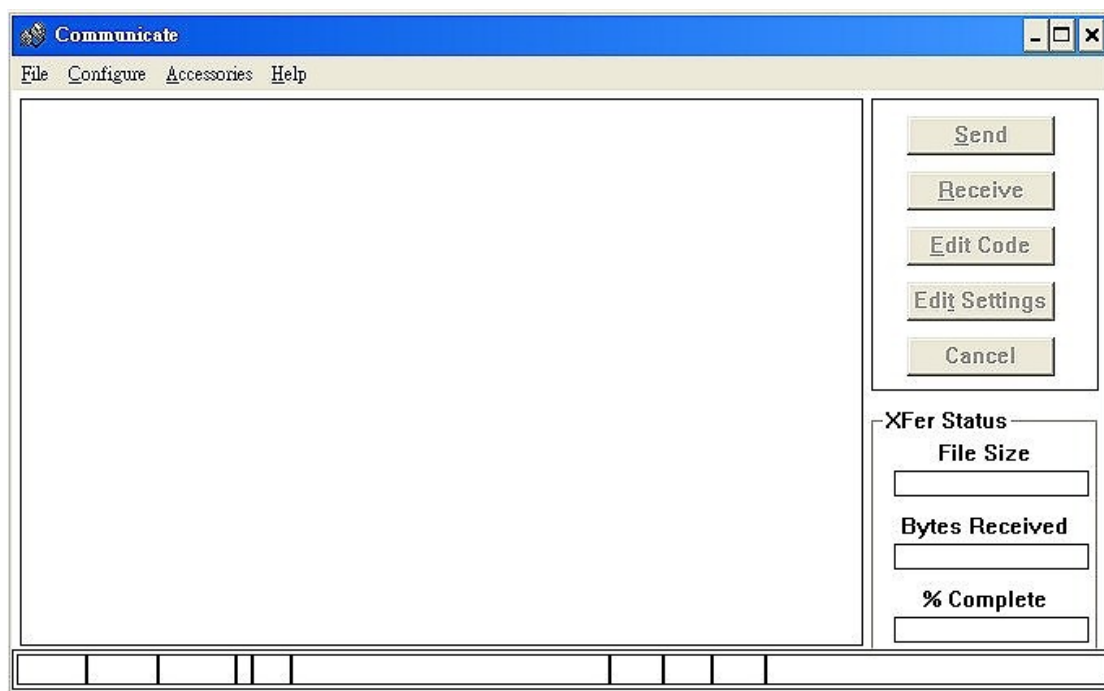 Communicate
File Configure Accessories Help
Send
Receive
Edit Code
Edit Settings
Cancel
XFer Status
File Size
Bytes Received
% Complete